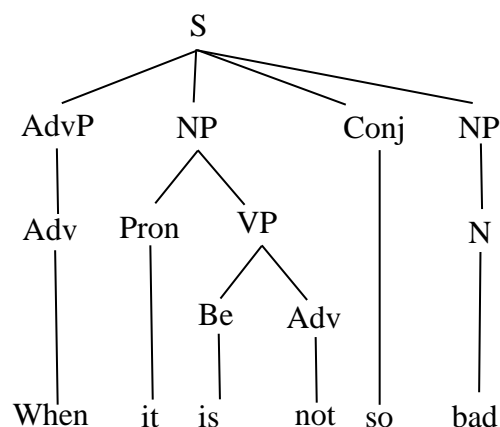 S
AdvP NP Conj NP
Adv Pron VP N
Be Adv
When it is not so bad